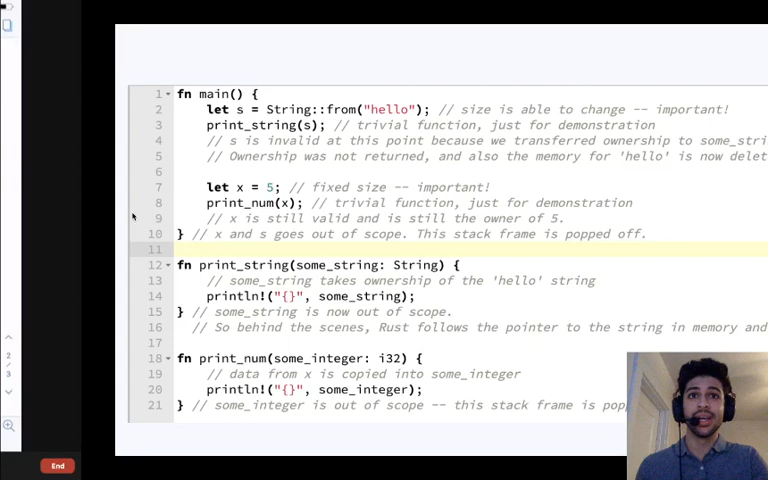 1 fn main() {
2 let s = String::from("hello"); // size is able to change -- important!
3 print_string(s); // trivial function, just for demonstration
4 // s is invalid at this point because we transferred ownership to some_stri
5 // Ownership was not returned, and also the memory for 'hello' is now delet
6
7 let x = 5; // fixed size -- important!
8 print_num(x); // trivial function, just for demonstration
9 // x is still valid and is still the owner of 5.
10 } // x and s goes out of scope. This stack frame is popped off.
11
12 fn print_string(some_string: String) {
13 // some_string takes ownership of the 'hello' string
14 println!("{}", some_string);
15 } // some_string is now out of scope.
16 // So behind the scenes, Rust follows the pointer to the string in memory and
17
18 fn print_num(some_integer: i32) {
19 // data from x is copied into some_integer
20 println!("{}", some_integer);
21 } // some_integer is out of scope -- this stack frame is pop
2
/
3
End